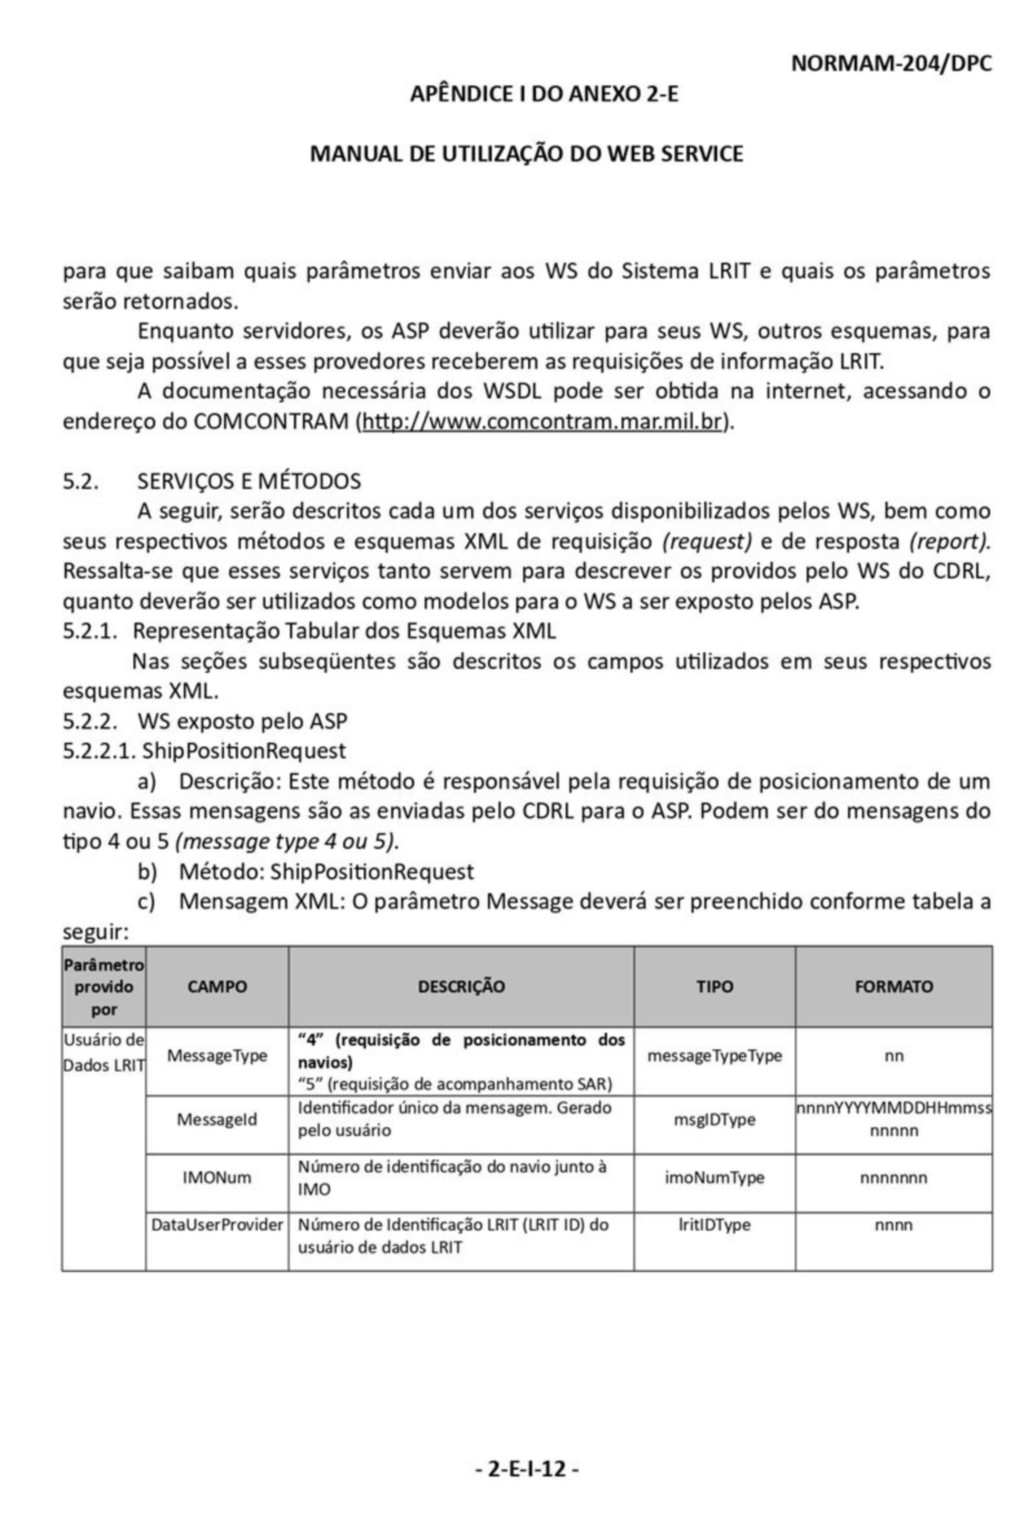 NORMAM-204/DPC
APÊNDICE I DO ANEXO 2-E
MANUAL DE UTILIZAÇÃO DO WEB SERVICE
para que saibam quais parâmetros enviar aos WS do Sistema LRIT e quais os parâmetros
serão retornados.
Enquanto servidores, os ASP deverão utilizar para seus WS, outros esquemas, para
que seja possível a esses provedores receberem as requisições de informação LRIT.
A documentação necessária dos WSDL pode ser obtida na internet, acessando o
endereço do COMCONTRAM (http://www.comcontram.mar.mil.br).
5.2. SERVIÇOS E MÉTODOS
A seguir, serão descritos cada um dos serviços disponibilizados pelos WS, bem como
seus respectivos métodos e esquemas XML de requisição (request) e de resposta (report).
Ressalta-se que esses serviços tanto servem para descrever os providos pelo WS do CDRL,
quanto deverão ser utilizados como modelos para o WS a ser exposto pelos ASP.
5.2.1. Representação Tabular dos Esquemas XML
Nas seções subseqüentes são descritos os campos utilizados em seus respectivos
esquemas XML.
5.2.2. WS exposto pelo ASP
5.2.2.1. ShipPositionRequest
a) Descrição: Este método é responsável pela requisição de posicionamento de um
navio. Essas mensagens são as enviadas pelo CDRL para o ASP. Podem ser do mensagens do
tipo 4 ou 5 (message type 4 ou 5).
b) Método: ShipPositionRequest
c) Mensagem XML: O parâmetro Message deverá ser preenchido conforme tabela a
seguir:
Parâmetro
provido
por
CAMPO
DESCRIÇÃO
TIPO
FORMATO
Usuário de
Dados LRIT
MessageType
“4” (requisição de posicionamento dos
navios)
“5” (requisição de acompanhamento SAR)
messageTypeType
nn
MessageId
Identificador único da mensagem. Gerado
pelo usuário
msgIDType
nnnnYYYYMMDDHHmmss
nnnnn
IMONum
Número de identificação do navio junto à
IMO
imoNumType
nnnnnnn
DataUserProvider
Número de Identificação LRIT (LRIT ID) do
usuário de dados LRIT
lritIDType
nnnn
- 2-E-I-12 -